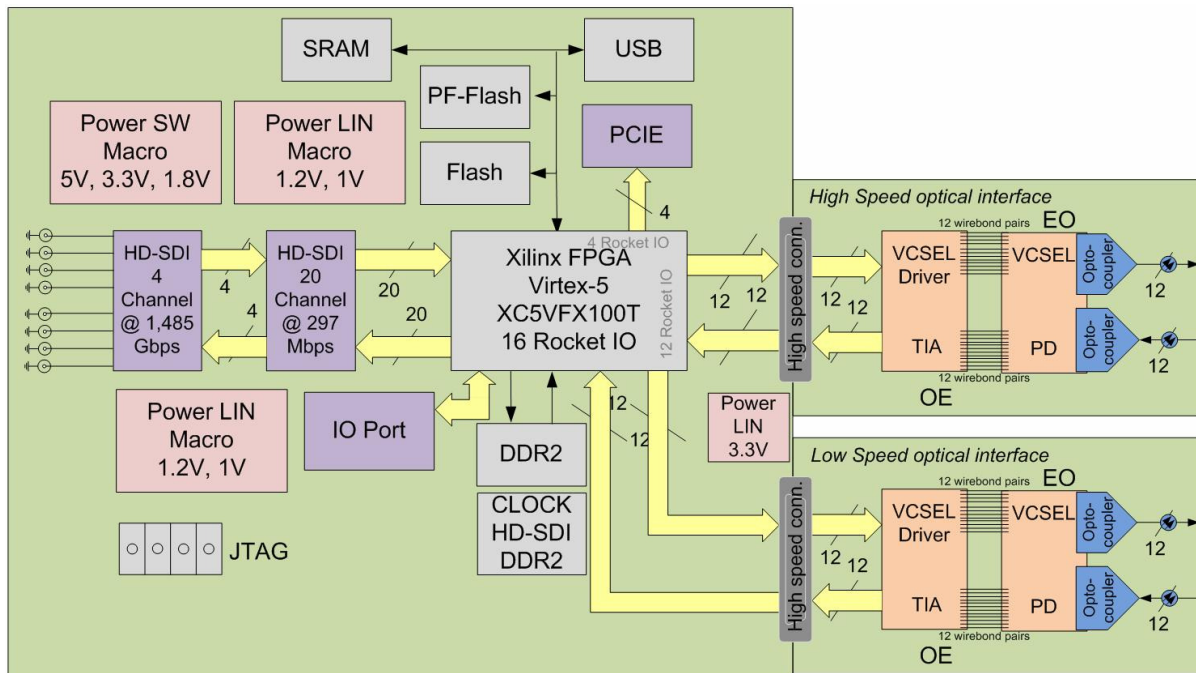 SRAM
USB
PF-Flash
Flash
PCIE
4
Power SW
Macro
5V, 3.3V, 1.8V
Power LIN
Macro
1.2V, 1V
HD-SDI
4
Channel
@ 1,485
Gbps
4
4
HD-SDI
20
Channel
@ 297
Mbps
20
20
4 Rocket IO
Xilinx FPGA
Virtex-5
XC5VFX100T
16 Rocket IO
12 Rocket IO
12
12
12
12
High speed conn.
High Speed optical interface
12 wirebond pairs
EO
12
12
12
12
VCSEL
Driver
TIA
VCSEL
PD
Opto-
coupler
Opto-
coupler
12
12
12 wirebond pairs
OE
Power LIN
Macro
1.2V, 1V
IO Port
DDR2
CLOCK
HD-SDI
DDR2
12
12
Power
LIN
3.3V
JTAG
High speed conn.
Low Speed optical interface
12 wirebond pairs
EO
12
12
12
12
VCSEL
Driver
TIA
VCSEL
PD
Opto-
coupler
Opto-
coupler
12
12
12 wirebond pairs
OE